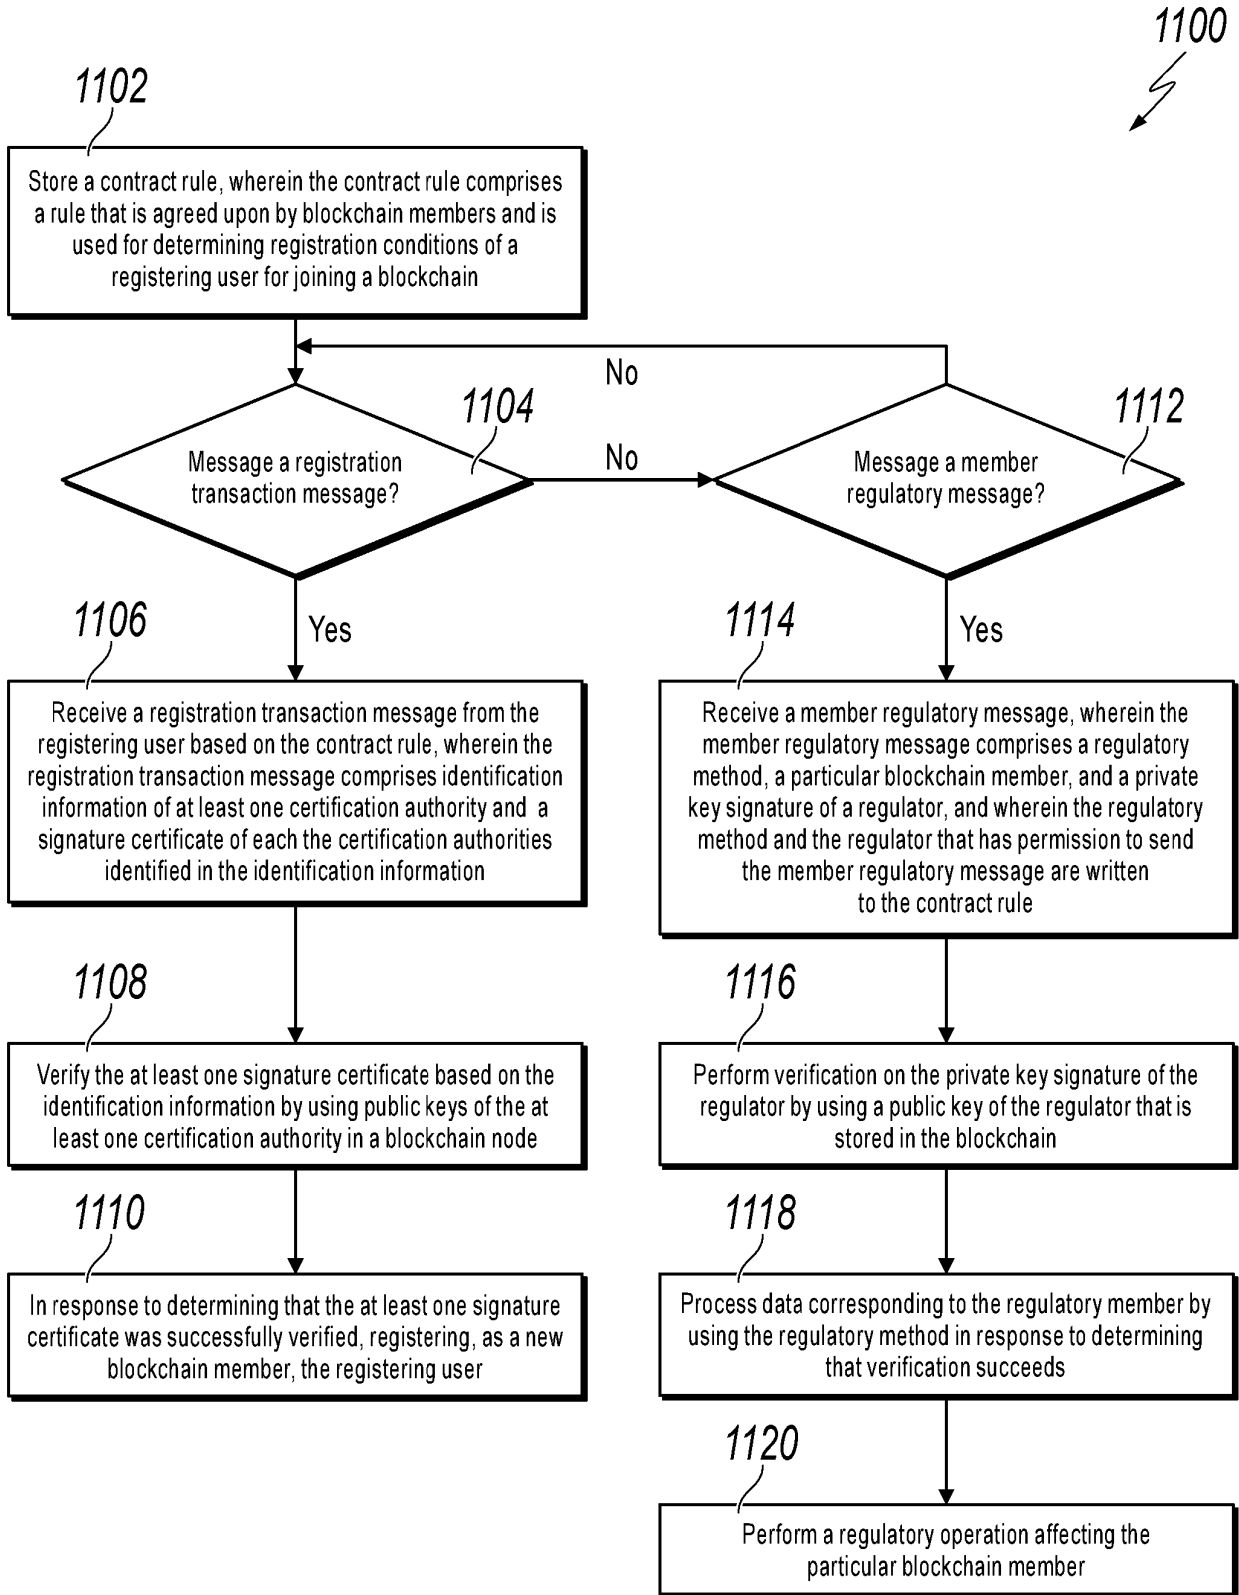 1100
1102
Store a contract rule, wherein the contract rule comprises
a rule that is agreed upon by blockchain members and is
used for determining registration conditions of a
registering user for joining a blockchain
No
1104
Message a registration
transaction message?
No
1112
Message a member
regulatory message?
1106
Yes
Receive a registration transaction message from the
registering user based on the contract rule, wherein the
registration transaction message comprises identification
information of at least one certification authority and a
signature certificate of each the certification authorities
identified in the identification information
1108
Verify the at least one signature certificate based on the
identification information by using public keys of the at
least one certification authority in a blockchain node
1110
In response to determining that the at least one signature
certificate was successfully verified, registering, as a new
blockchain member, the registering user
1114
Yes
Receive a member regulatory message, wherein the
member regulatory message comprises a regulatory
method, a particular blockchain member, and a private
key signature of a regulator, and wherein the regulatory
method and the regulator that has permission to send
the member regulatory message are written
to the contract rule
1116
Perform verification on the private key signature of the
regulator by using a public key of the regulator that is
stored in the blockchain
1118
Process data corresponding to the regulatory member by
using the regulatory method in response to determining
that verification succeeds
1120
Perform a regulatory operation affecting the
particular blockchain member